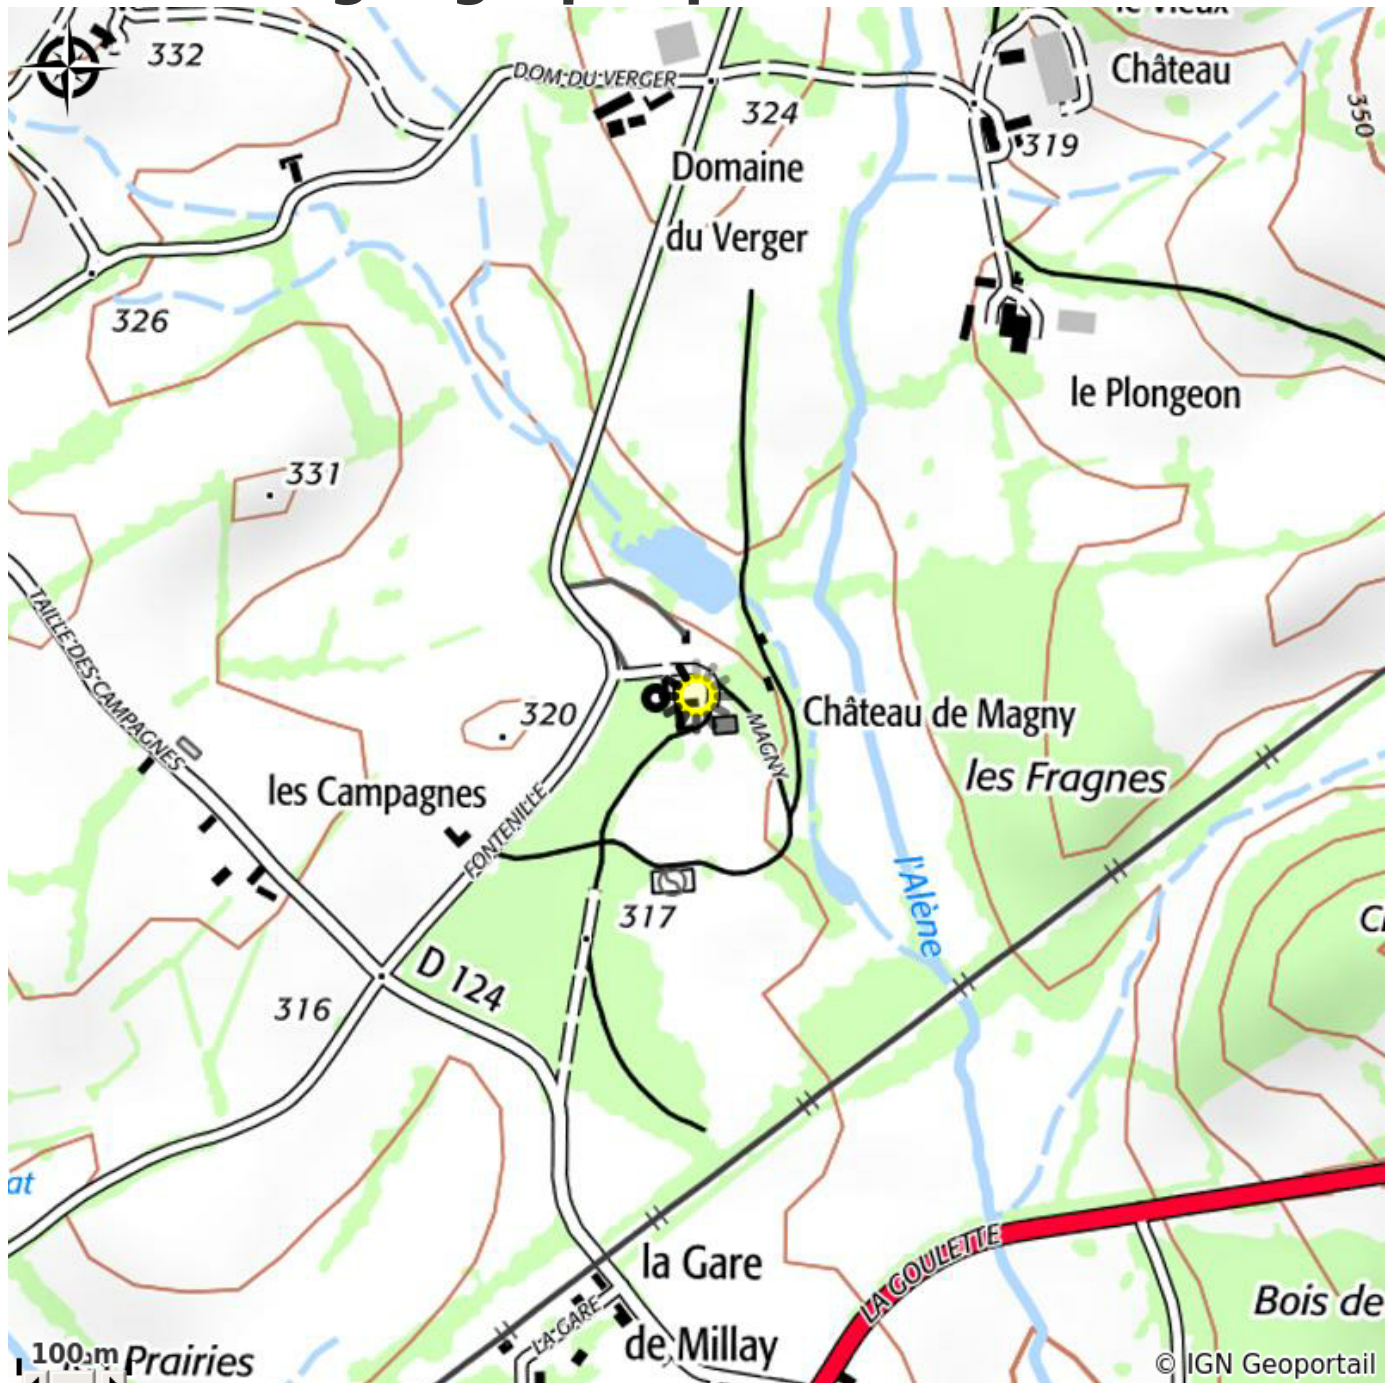 332
DOM DU VERGER
324
Château
319
350
Domaine
du Verger
326
le Plongeon
331
TAILLE DES CAMPAGNES
320
Château de Magny
MAGNY
les Fragnes
les Campagnes
FONTENILLE
l'Alène
317
D 124
316
at
la Gare
de Millay
LA GARE
LA GOULETTE
Bois de
100 m
Prairies
© IGN Geoportail